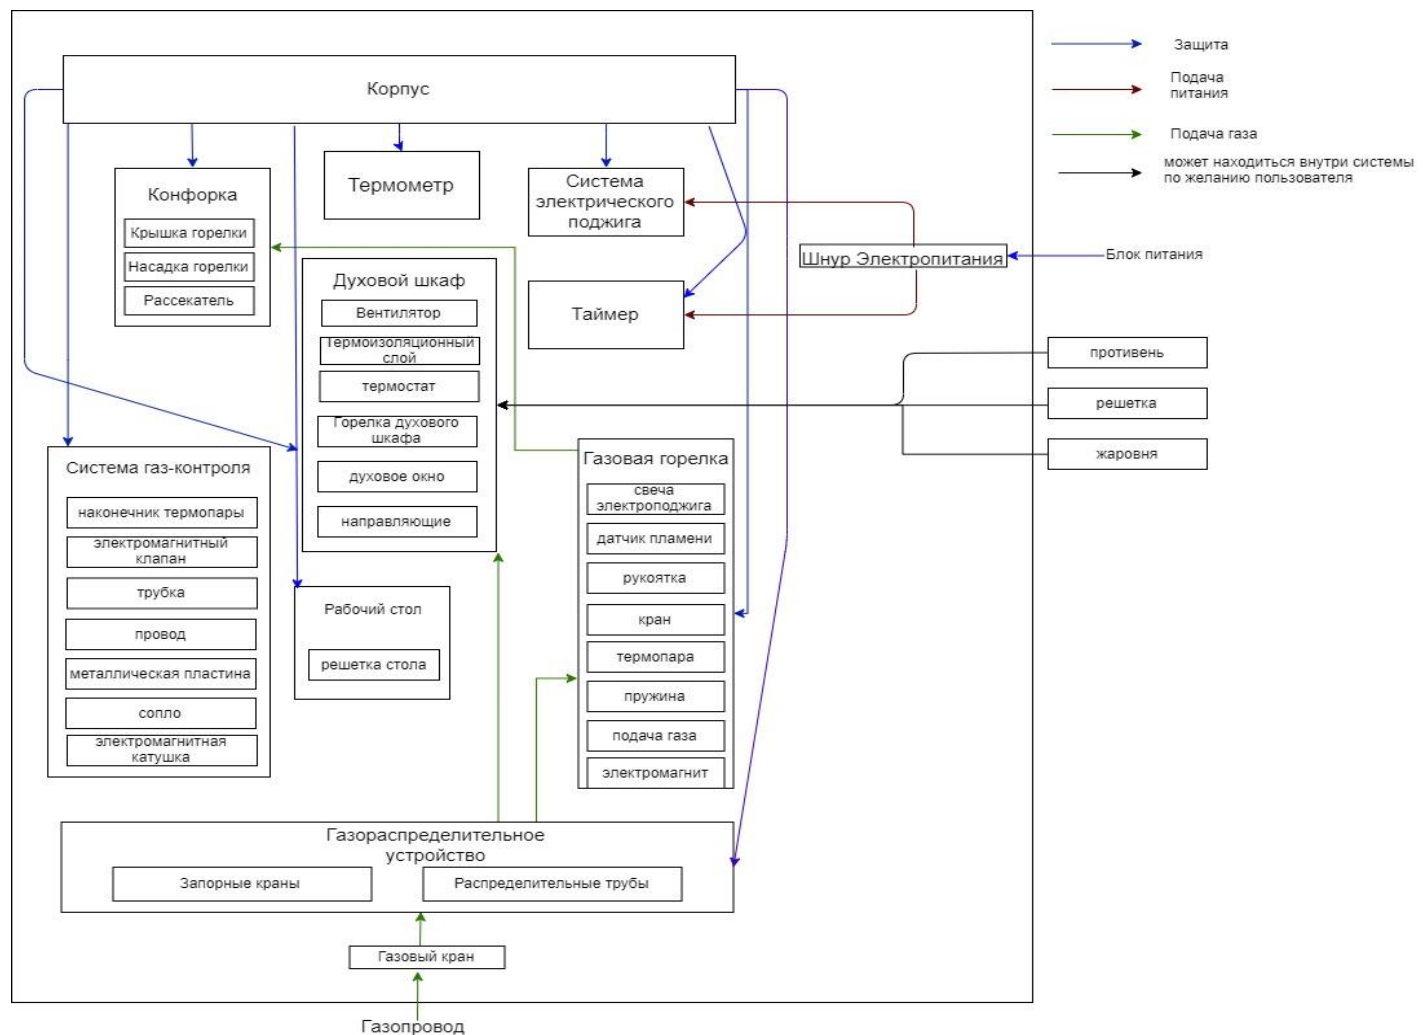 Корпус
Защита
Подача
питания
Подача газа
может находиться внутри системы
по желанию пользователя
Конфорка
Крышка горелки
Насадка горелки
Рассекатель
Термометр
Система
электрического
поджига
Шнур Электропитания
Блок питания
Таймер
Духовой шкаф
Вентилятор
Термоизоляционный
слой
термостат
Горелка духового
шкафа
духовое окно
направляющие
противень
решетка
жаровня
Система газ-контроля
наконечник термопары
электромагнитный
клапан
трубка
провод
металлическая пластина
сопло
электромагнитная
катушка
Рабочий стол
решетка стола
Газовая горелка
свеча
электроподжига
датчик пламени
рукоятка
кран
термопара
пружина
подача газа
электромагнит
Газораспределительное
устройство
Запорные краны
Распределительные трубы
Газовый кран
Газопровод